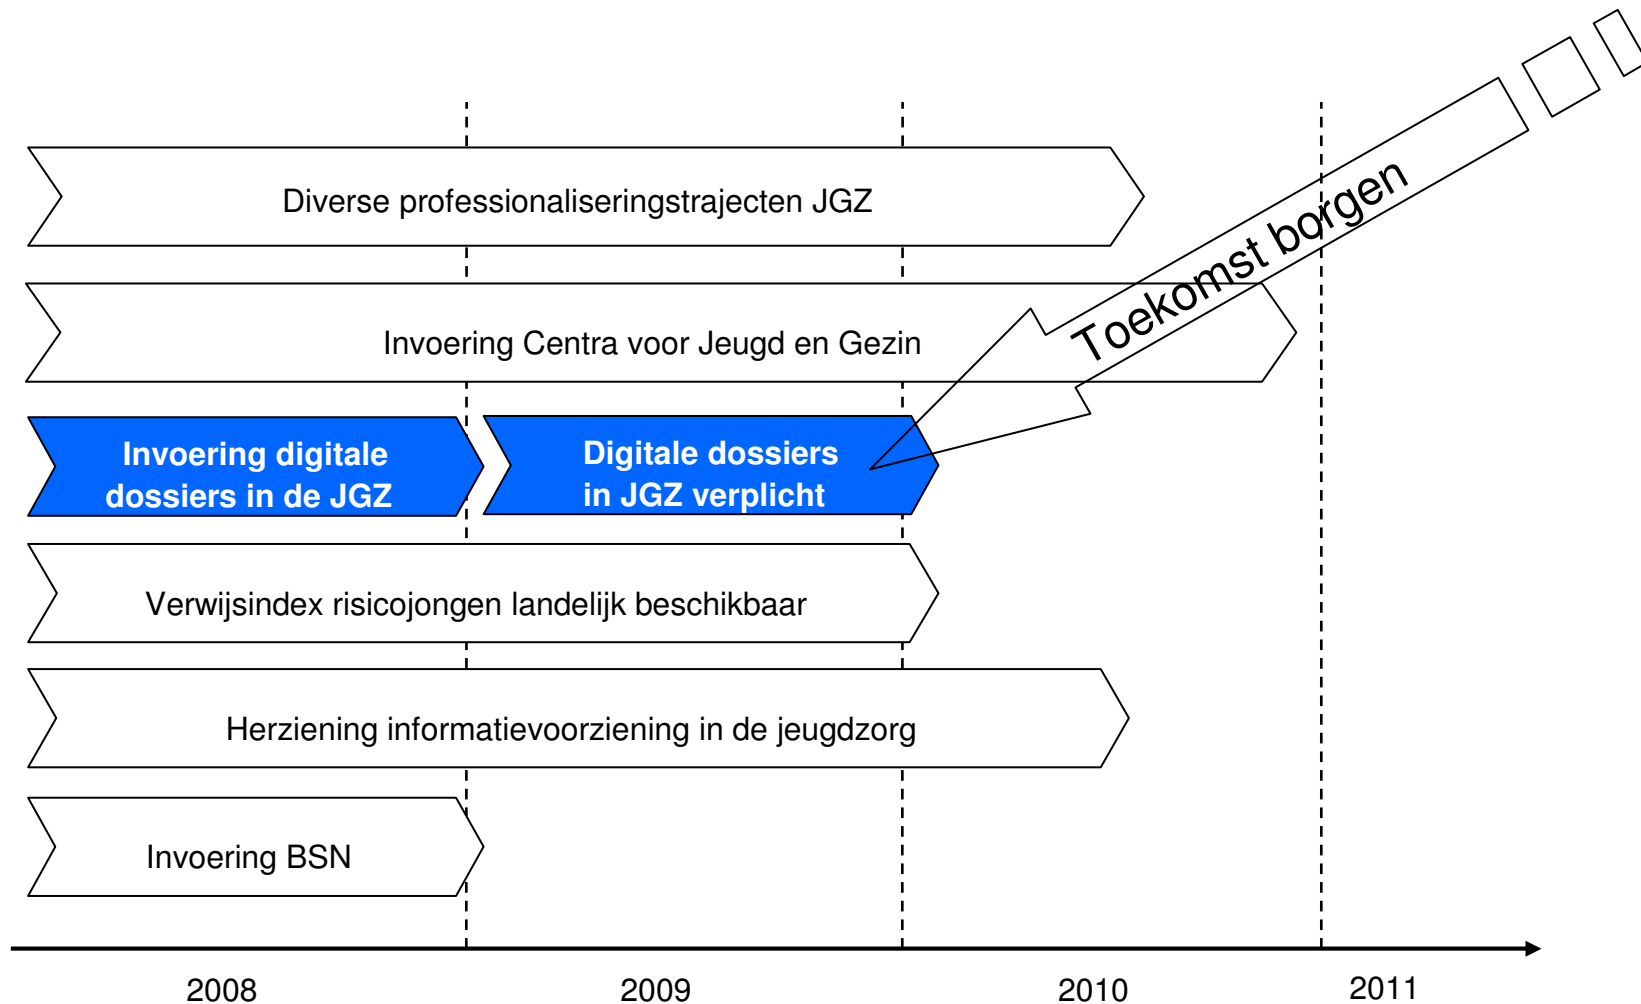 Diverse professionaliseringstrajecten JGZ
Toekomst borgen
Invoering Centra voor Jeugd en Gezin
Invoering digitale
dossiers in de JGZ
Digitale dossiers
in JGZ verplicht
Verwijsindex risicojongen landelijk beschikbaar
Herziening informatievoorziening in de jeugdzorg
Invoering BSN
2008
2009
2010
2011